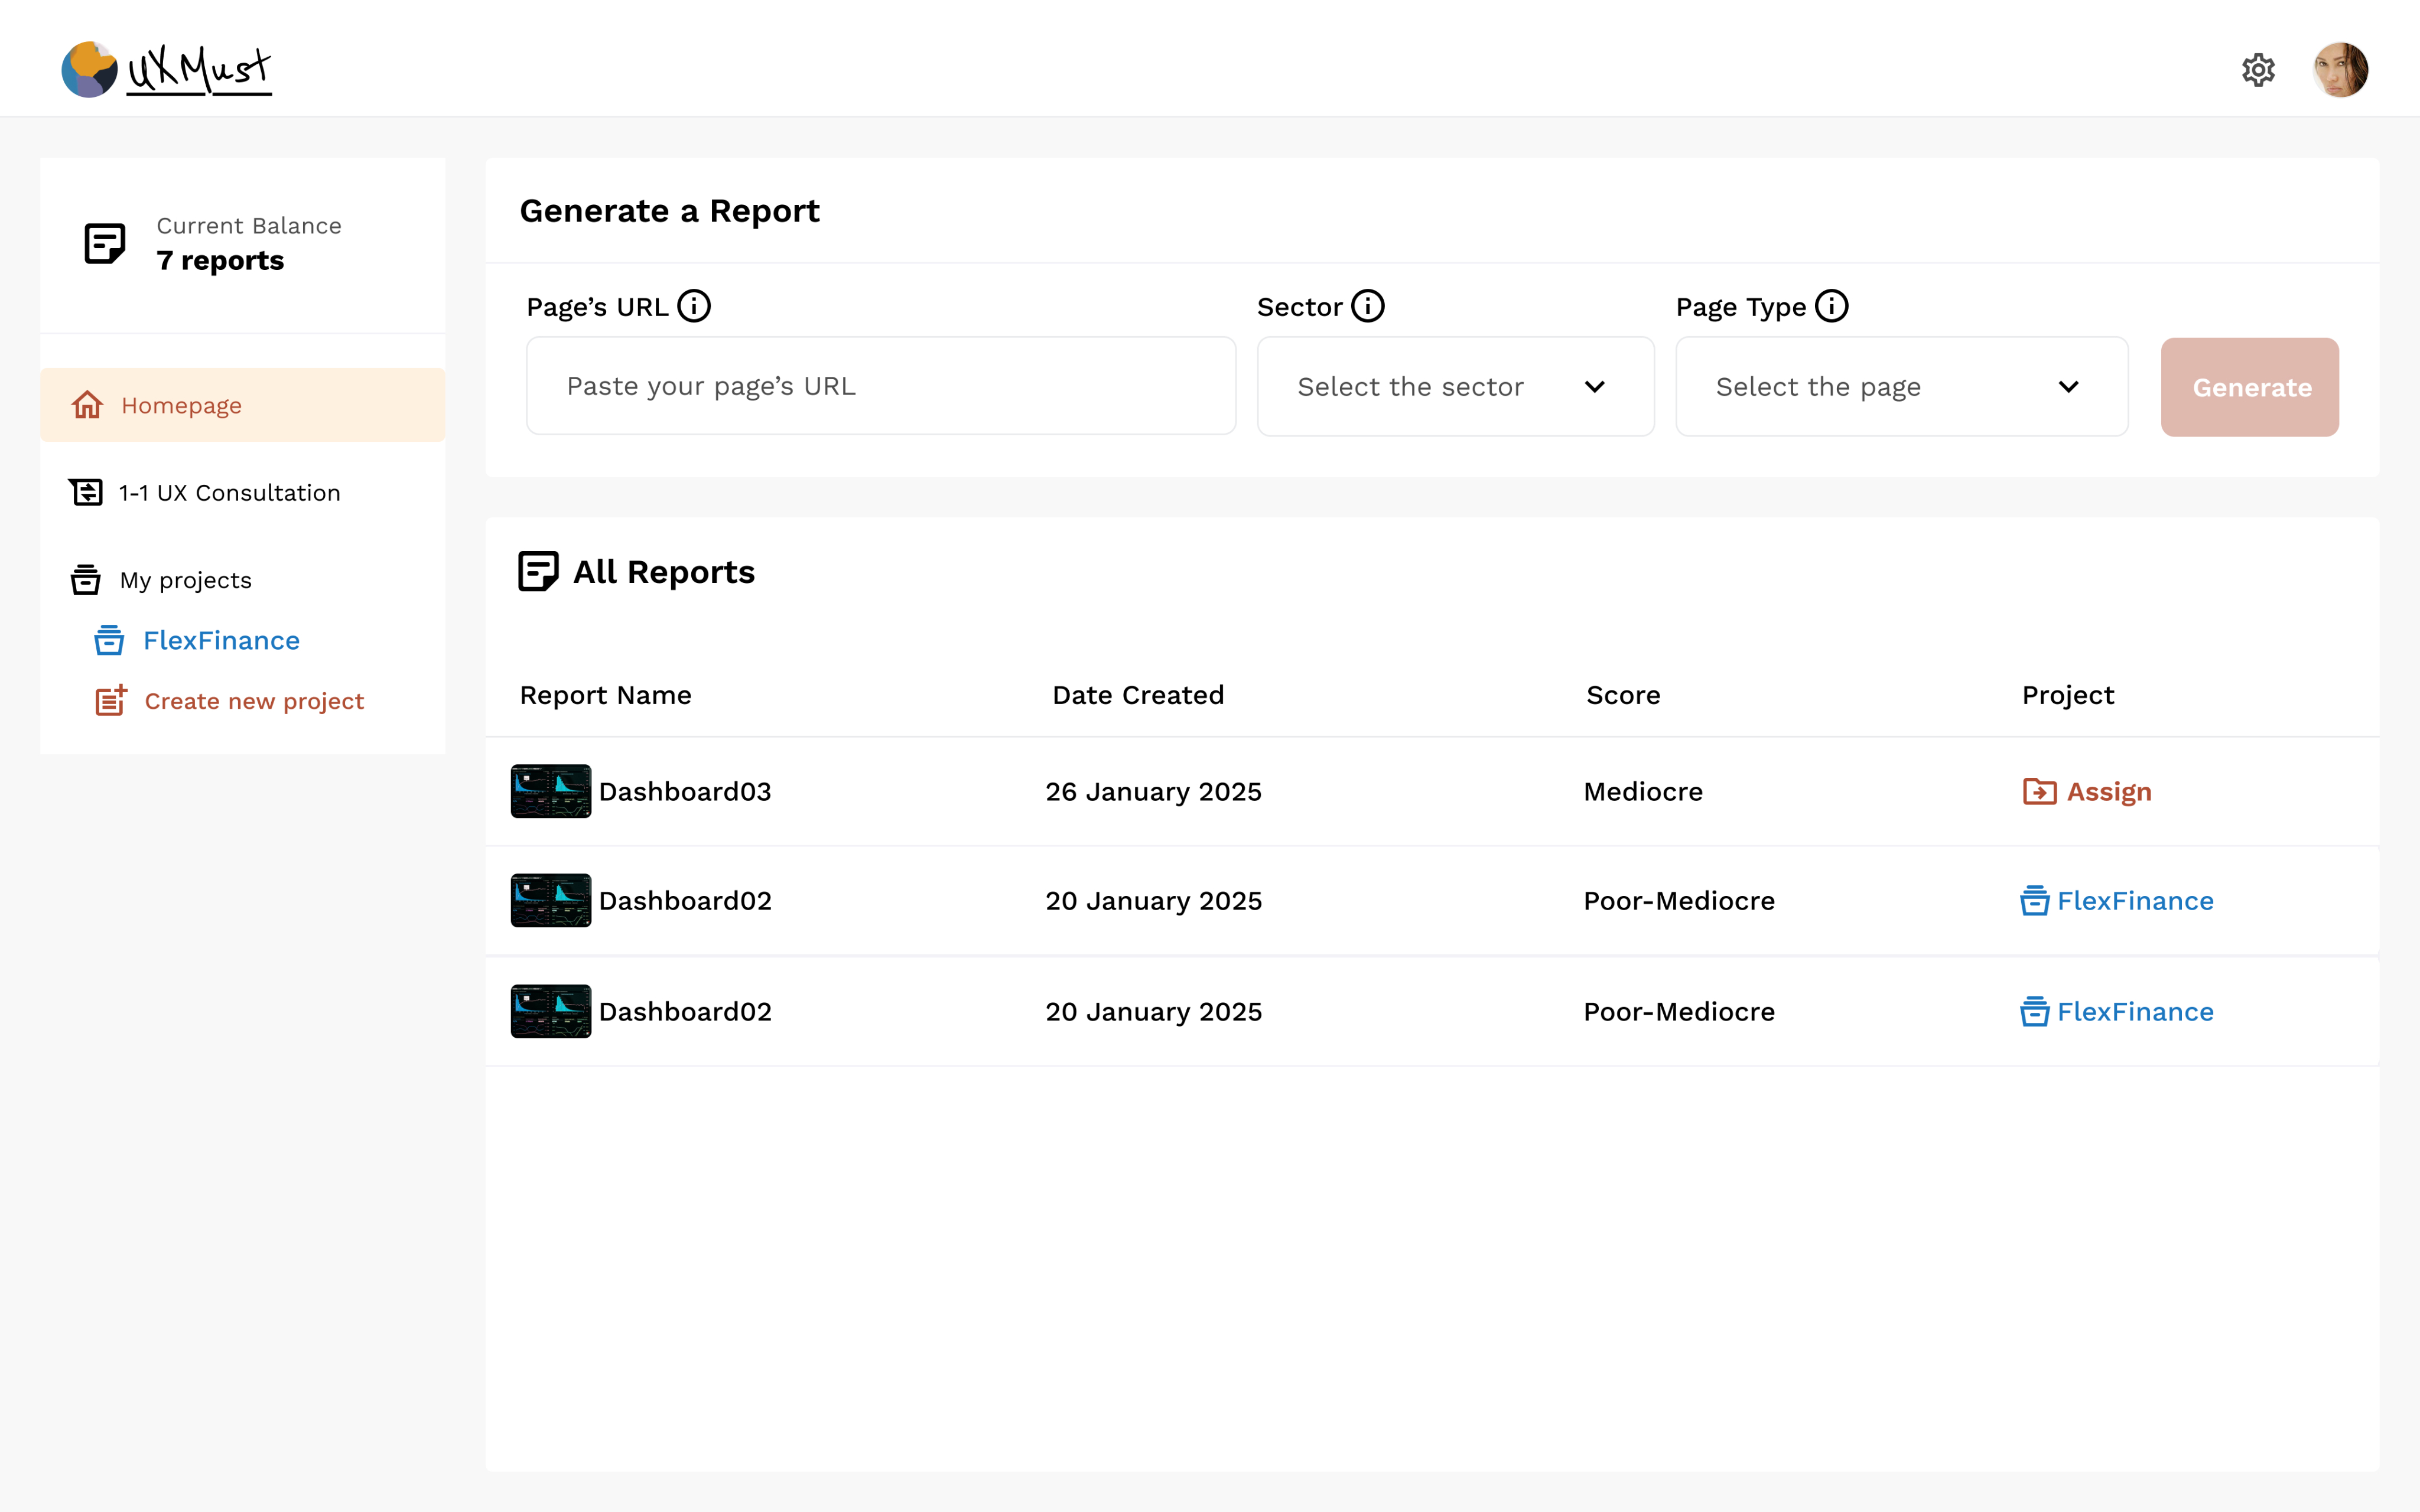 UXMust
Current Balance
7 reports
Homepage
1-1 UX Consultation
My projects
FlexFinance
Create new project
Generate a Report
Page’s URL
Sector
Page Type
Paste your page’s URL
Select the sector
Select the page
Generate
All Reports
Report Name Date Created Score Project
Dashboard03 26 January 2025 Mediocre Assign
Dashboard02 20 January 2025 Poor-Mediocre FlexFinance
Dashboard02 20 January 2025 Poor-Mediocre FlexFinance